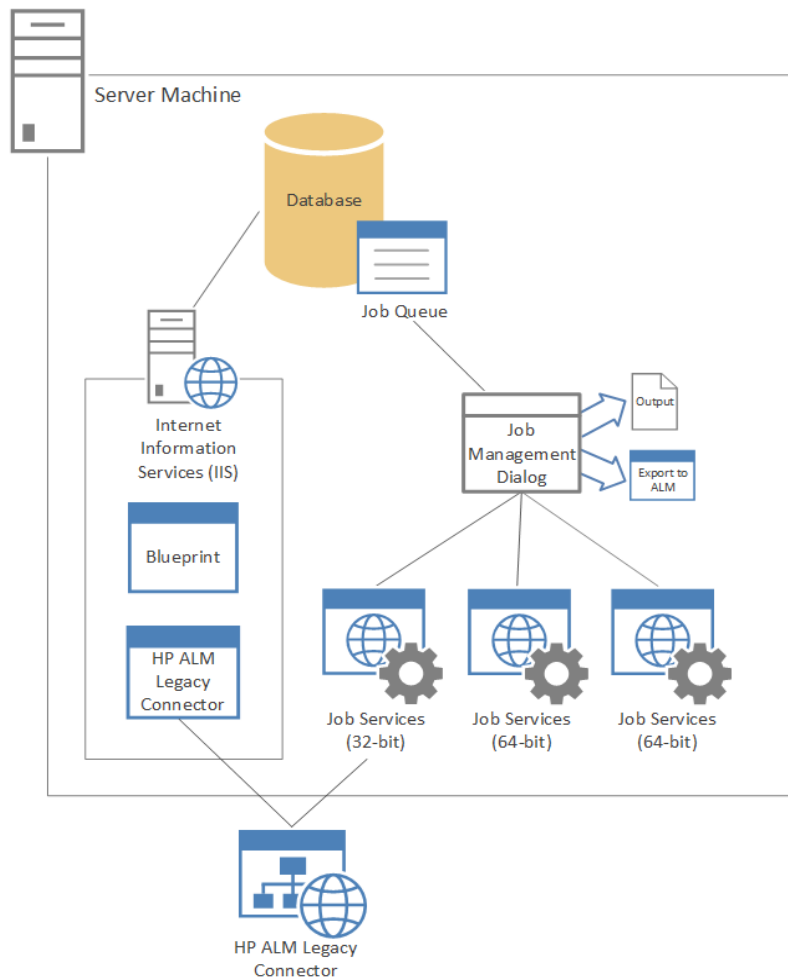 Server Machine
Database
Job Queue
Internet
Information
Services (IIS)
Blueprint
HP ALM
Legacy
Connector
Job
Management
Dialog
Output
Export to
ALM
Job Services
(32-bit)
Job Services
(64-bit)
Job Services
(64-bit)
HP ALM Legacy
Connector